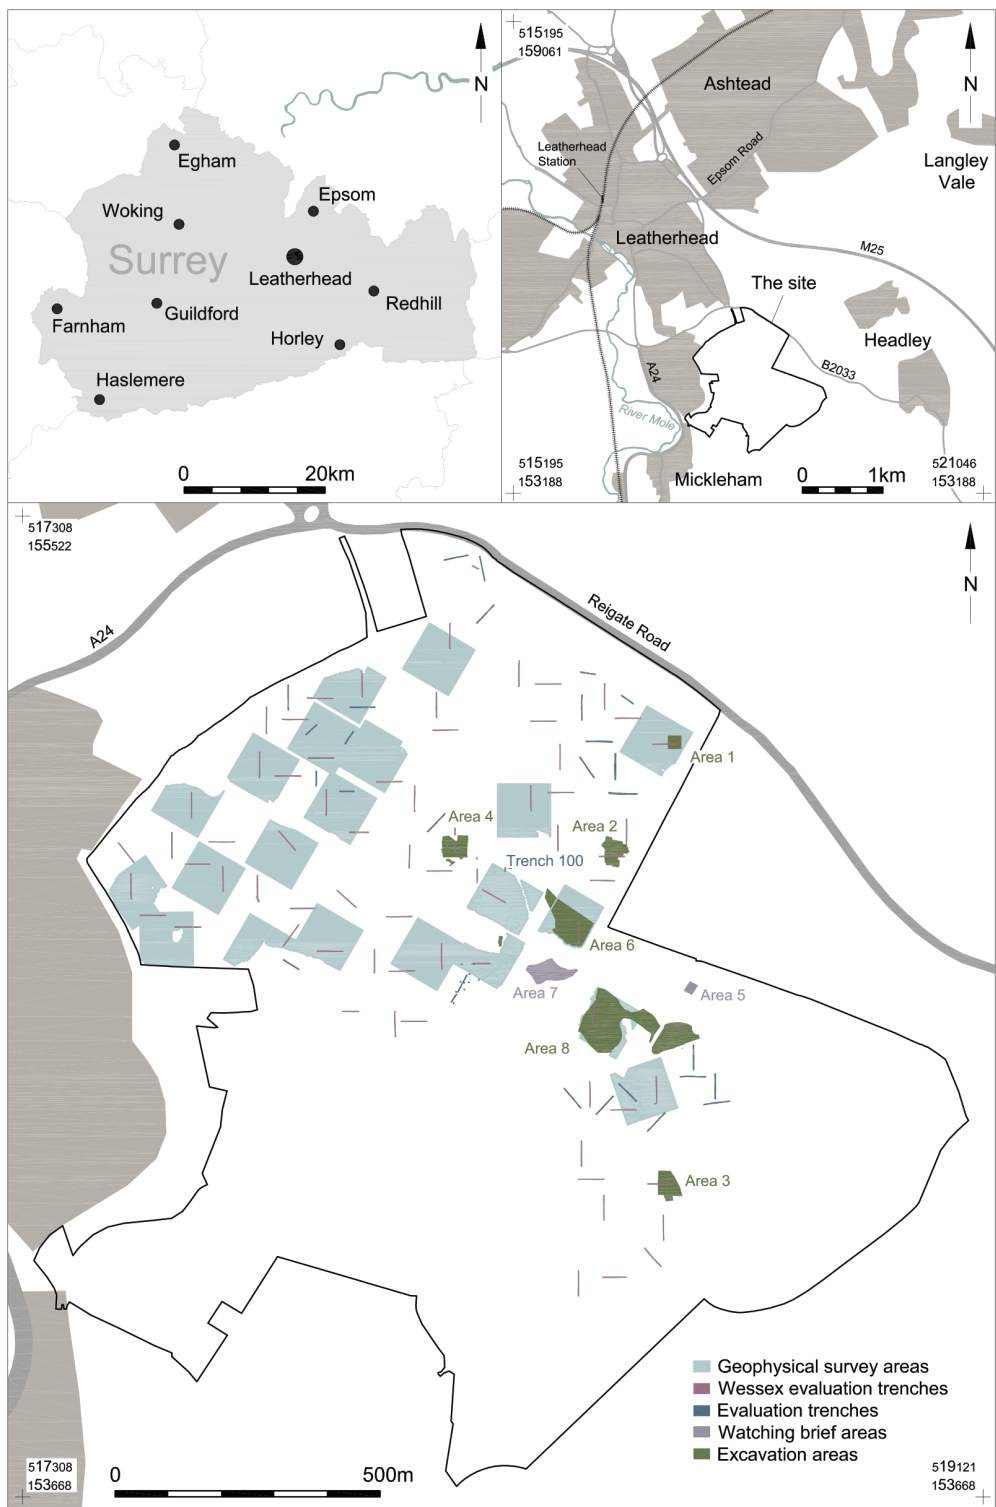 N
Egham
Epsom
Woking
Surrey
Leatherhead
Redhill
Guildford
Farnham
Horley
Haslemere
0 20km
515195
159061
N
Ashtead
Leatherhead
Station
Epsom Road
Langley
Vale
Leatherhead
M25
The site
Headley
B2033
A24
River Mole
Mickleham
515195
153188
0 1km
521046
153188
517308
155522
N
A24
Reigate Road
Area 1
Area 4
Area 2
Trench 100
Area 6
Area 7
Area 5
Area 8
Area 3
Geophysical survey areas
Wessex evaluation trenches
Evaluation trenches
Watching brief areas
Excavation areas
517308
153668
0 500m
519121
153668